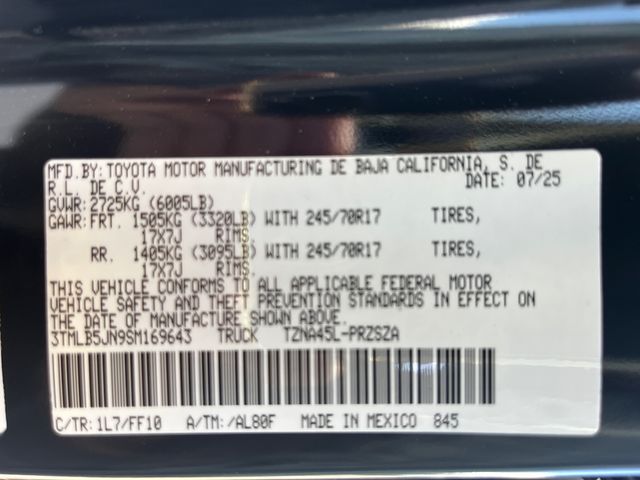 MFD.BY: TOYOTA MOTOR MANUFACTURING DE BAJA CALIFORNIA, S. DE
R.L. DE C.V. DATE: 07/25
GVWR: 2725KG (6005LB)
GAWR:FRT. 1505KG (3320LB) WITH 245/70R17 TIRES,
17X7J RIMS.
RR. 1405KG (3095LB) WITH 245/70R17 TIRES,
17X7J RIMS.
THIS VEHICLE CONFORMS TO ALL APPLICABLE FEDERAL MOTOR
VEHICLE SAFETY AND THEFT PREVENTION STANDARDS IN EFFECT ON
THE DATE OF MANUFACTURE SHOWN ABOVE.
3TMLB5JN9SM169643 TRUCK TZNA45L-PRZSZA
C/TR: 1L7/FF10 A/TM: /AL80F MADE IN MEXICO 845